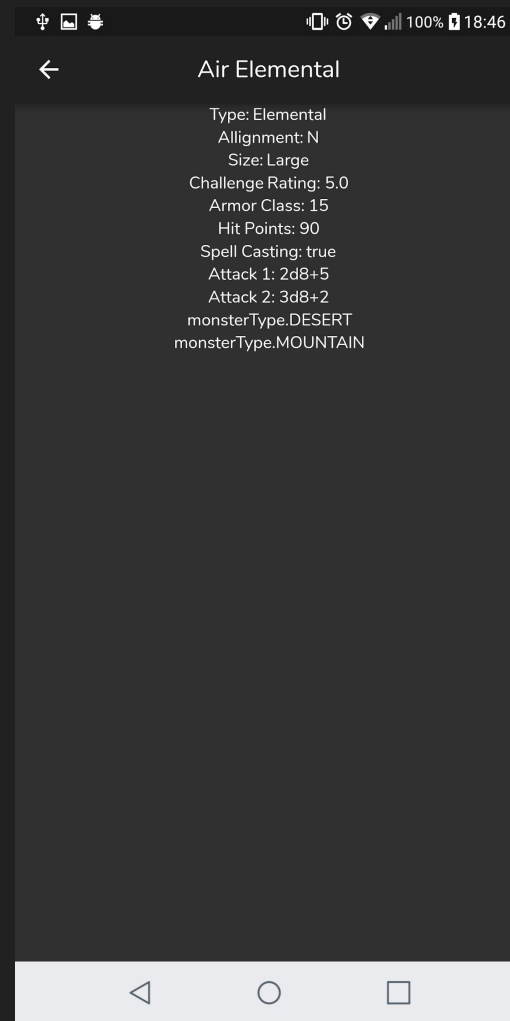 100% 18:46
Air Elemental
Type: Elemental
Allignment: N
Size: Large
Challenge Rating: 5.0
Armor Class: 15
Hit Points: 90
Spell Casting: true
Attack 1: 2d8+5
Attack 2: 3d8+2
monsterType.DESERT
monsterType.MOUNTAIN